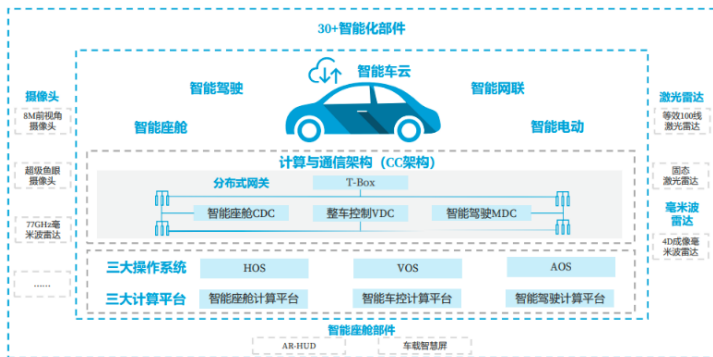 30+智能化部件
智能车云
智能驾驶
智能网联
智能座舱
智能电动
摄像头
8M前视角
摄像头
超级鱼眼
摄像头
77GHz毫
米波雷达
……
激光雷达
等效100线
激光雷达
固态
激光雷达
毫米波
雷达
4D成像毫
米波雷达
计算与通信架构（CC架构）
分布式网关
T-Box
智能座舱CDC
整车控制VDC
智能驾驶MDC
三大操作系统
HOS
VOS
AOS
三大计算平台
智能座舱计算平台
智能车控计算平台
智能驾驶计算平台
智能座舱部件
AR-HUD
车载智慧屏